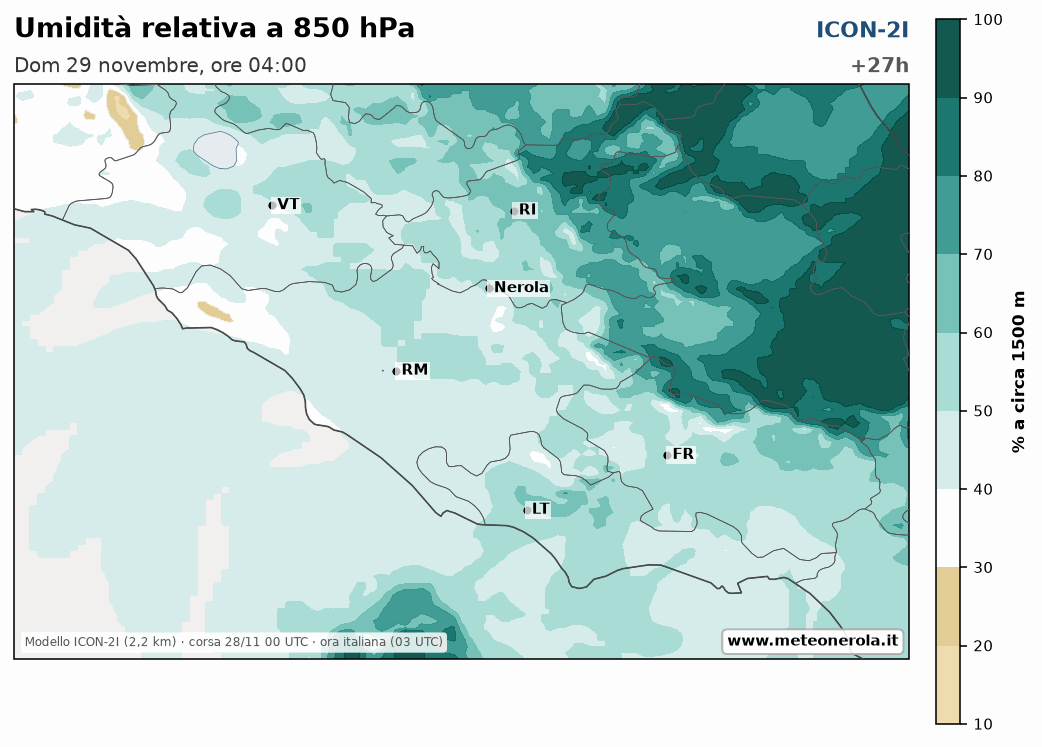 Umidità relativa a 850 hPa
ICON-2I
Dom 29 novembre, ore 04:00
+27h
VT
RI
Nerola
RM
FR
LT
Modello ICON-2I (2,2 km) · corsa 28/11 00 UTC · ora italiana (03 UTC)
www.meteonerola.it
100
90
80
70
60
50
40
30
20
10
% a circa 1500 m